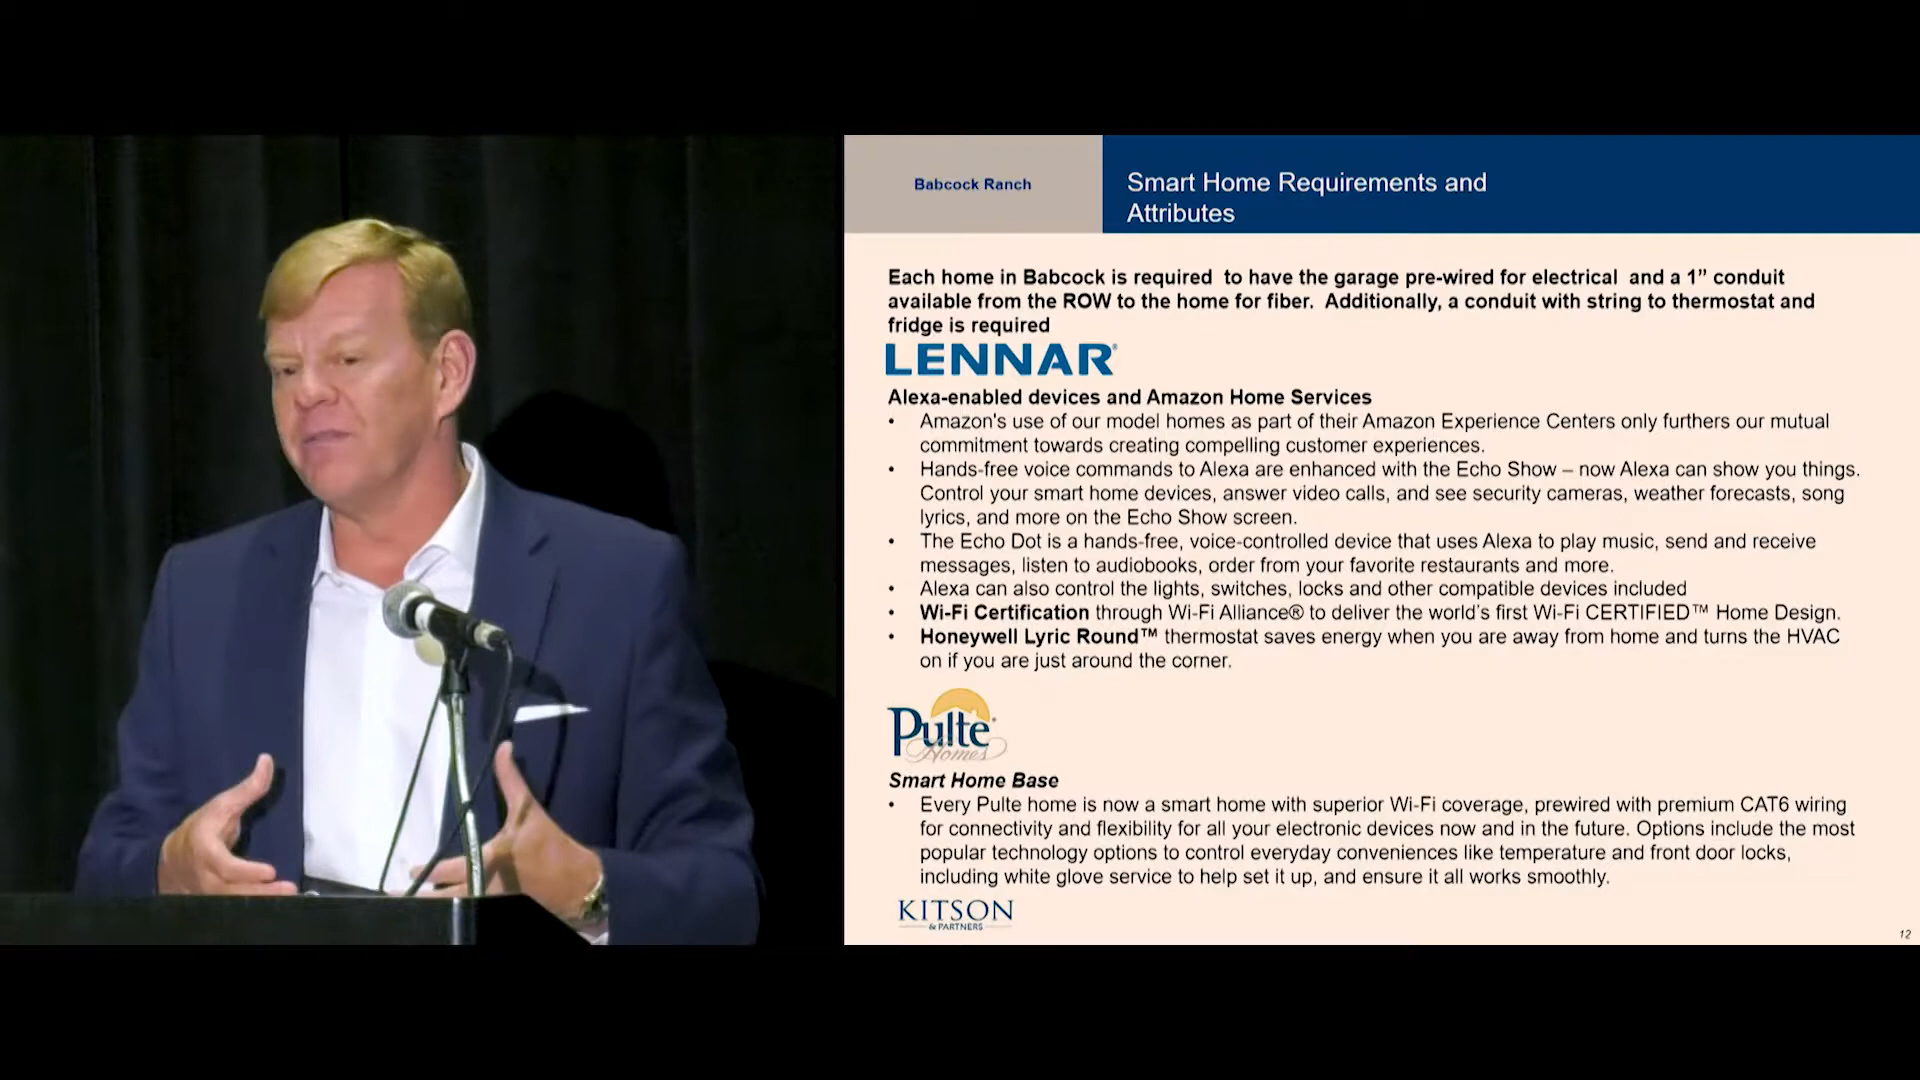 Babcock Ranch
Smart Home Requirements and
Attributes
Each home in Babcock is required to have the garage pre-wired for electrical and a 1” conduit
available from the ROW to the home for fiber. Additionally, a conduit with string to thermostat and
fridge is required
LENNAR®
Alexa-enabled devices and Amazon Home Services
• Amazon's use of our model homes as part of their Amazon Experience Centers only furthers our mutual
commitment towards creating compelling customer experiences.
• Hands-free voice commands to Alexa are enhanced with the Echo Show – now Alexa can show you things.
Control your smart home devices, answer video calls, and see security cameras, weather forecasts, song
lyrics, and more on the Echo Show screen.
• The Echo Dot is a hands-free, voice-controlled device that uses Alexa to play music, send and receive
messages, listen to audiobooks, order from your favorite restaurants and more.
• Alexa can also control the lights, switches, locks and other compatible devices included
• Wi-Fi Certification through Wi-Fi Alliance® to deliver the world’s first Wi-Fi CERTIFIED™ Home Design.
• Honeywell Lyric Round™ thermostat saves energy when you are away from home and turns the HVAC
on if you are just around the corner.
Pulte
Homes
Smart Home Base
• Every Pulte home is now a smart home with superior Wi-Fi coverage, prewired with premium CAT6 wiring
for connectivity and flexibility for all your electronic devices now and in the future. Options include the most
popular technology options to control everyday conveniences like temperature and front door locks,
including white glove service to help set it up, and ensure it all works smoothly.
KITSON
& PARTNERS
12